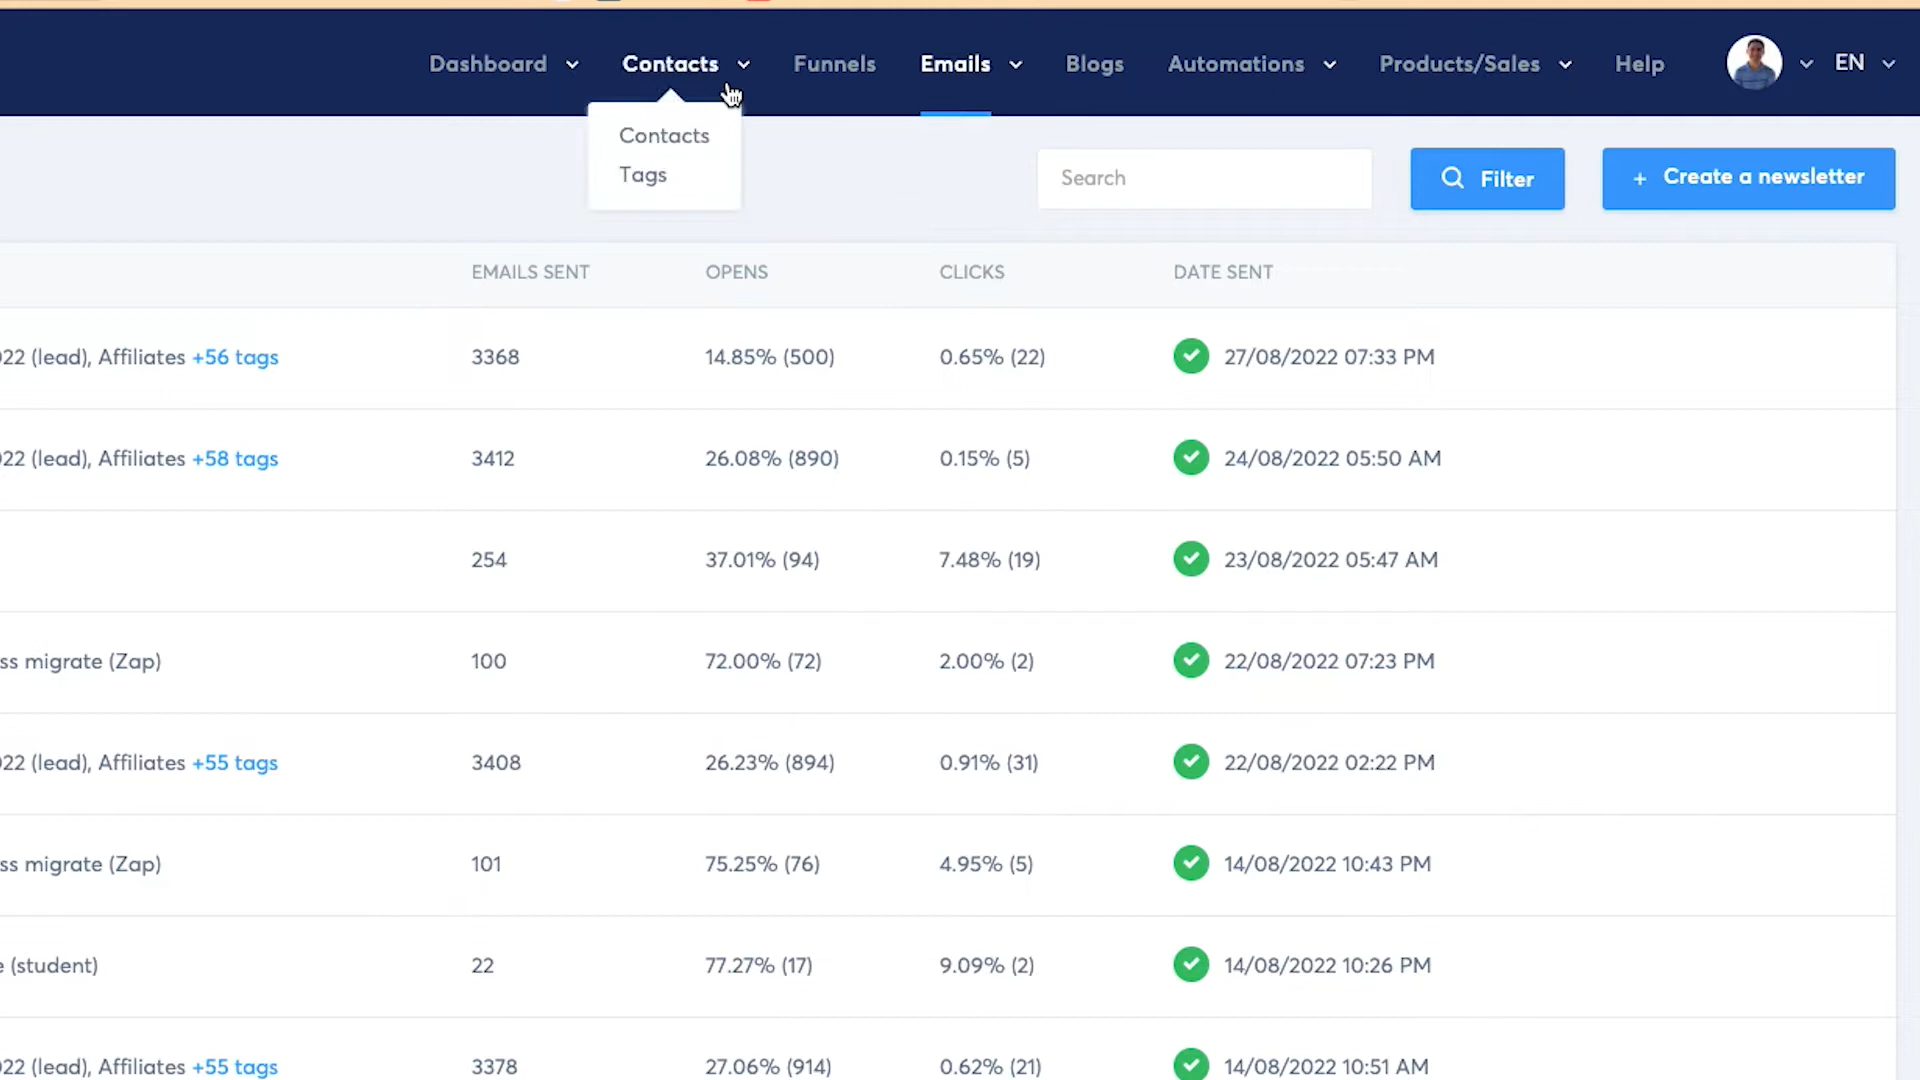 Dashboard Contacts Funnels Emails Blogs Automations Products/Sales Help EN
Contacts
Tags
Search Filter + Create a newsletter
EMAILS SENT OPENS CLICKS DATE SENT
022 (lead), Affiliates +56 tags 3368 14.85% (500) 0.65% (22) 27/08/2022 07:33 PM
022 (lead), Affiliates +58 tags 3412 26.08% (890) 0.15% (5) 24/08/2022 05:50 AM
254 37.01% (94) 7.48% (19) 23/08/2022 05:47 AM
ss migrate (Zap) 100 72.00% (72) 2.00% (2) 22/08/2022 07:23 PM
022 (lead), Affiliates +55 tags 3408 26.23% (894) 0.91% (31) 22/08/2022 02:22 PM
ss migrate (Zap) 101 75.25% (76) 4.95% (5) 14/08/2022 10:43 PM
e (student) 22 77.27% (17) 9.09% (2) 14/08/2022 10:26 PM
022 (lead), Affiliates +55 tags 3378 27.06% (914) 0.62% (21) 14/08/2022 10:51 AM